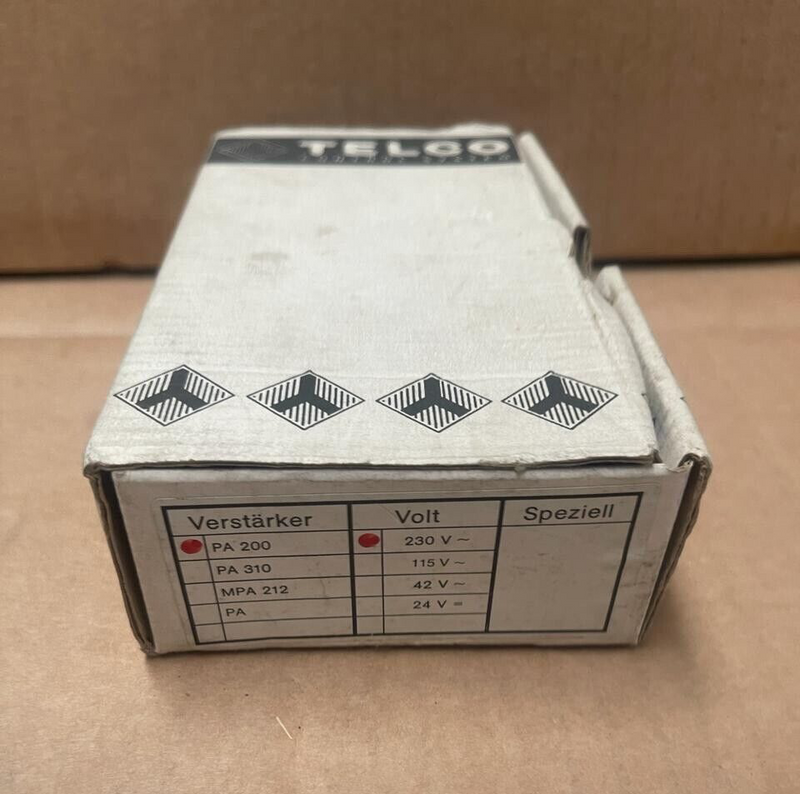 TELCO
Verstärker Volt Speziell
PA 200 230 V ~
PA 310 115 V ~
MPA 212 42 V ~
PA 24 V =